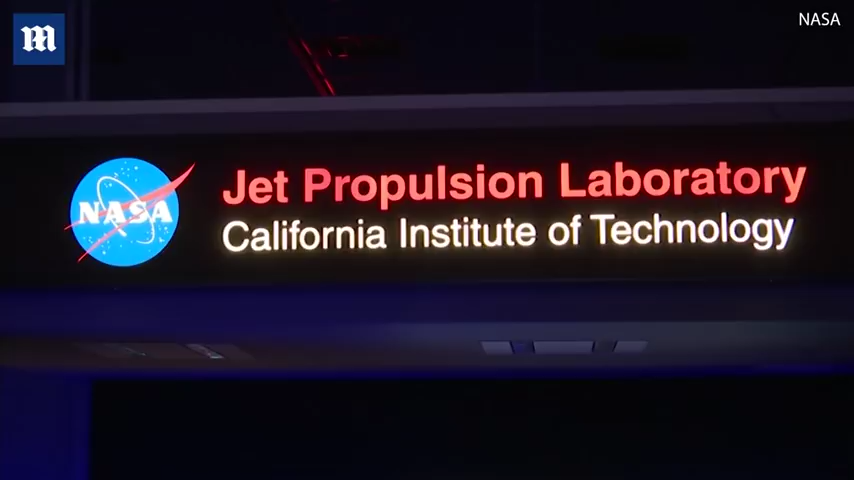 m
NASA
NASA
Jet Propulsion Laboratory
California Institute of Technology